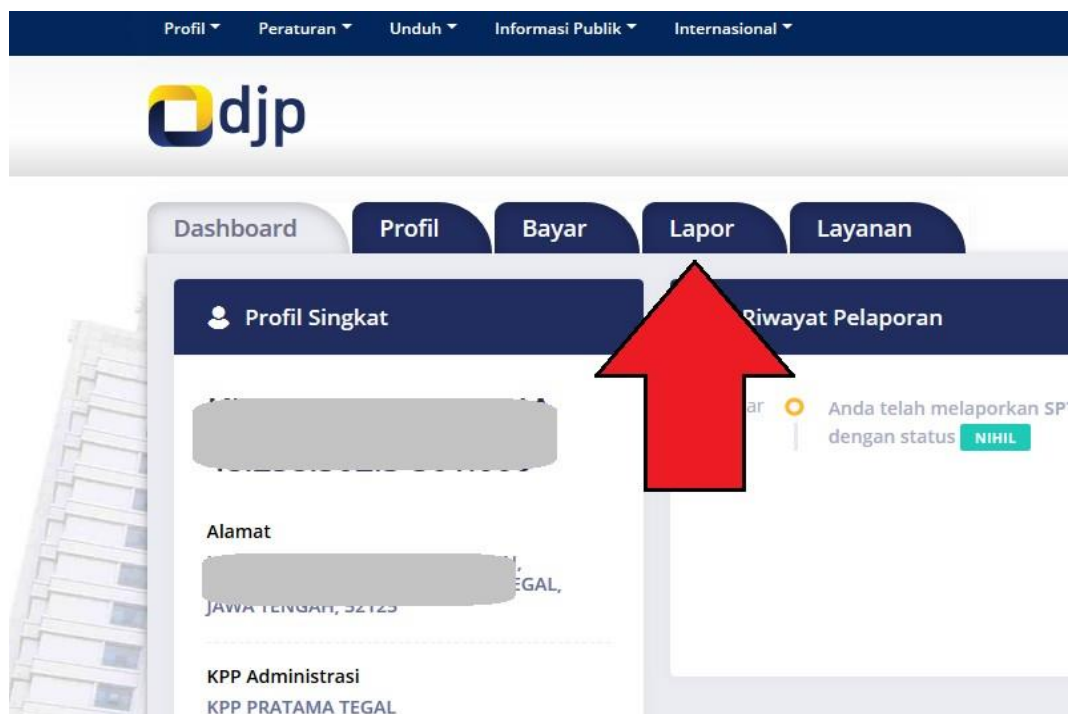 Profil Peraturan Unduh Informasi Publik Internasional
djp
Dashboard Profil Bayar Lapor Layanan
Profil Singkat
Riwayat Pelaporan
Anda telah melaporkan
dengan status NIHIL
Alamat
JAWA TENGAH, 52125
KPP Administrasi
KPP PRATAMA TEGAL